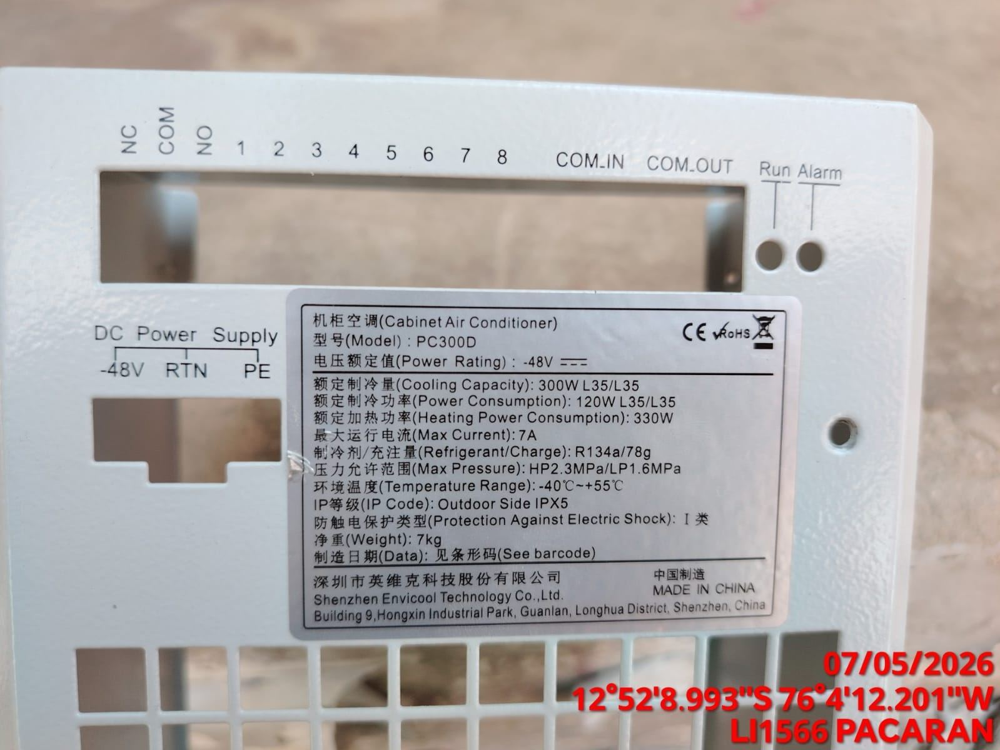 NC COM NO 1 2 3 4 5 6 7 8 COM_IN COM_OUT Run Alarm
DC Power Supply
-48V RTN PE
机柜空调(Cabinet Air Conditioner)
CE RoHS
型号(Model) : PC300D
电压额定值(Power Rating) : -48V
额定制冷量(Cooling Capacity): 300W L35/L35
额定制冷功率(Power Consumption): 120W L35/L35
额定加热功率(Heating Power Consumption): 330W
最大运行电流(Max Current): 7A
制冷剂/充注量(Refrigerant/Charge): R134a/78g
压力允许范围(Max Pressure): HP2.3MPa/LP1.6MPa
环境温度(Temperature Range): -40℃~+55℃
IP等级(IP Code): Outdoor Side IPX5
防触电保护类型(Protection Against Electric Shock): I 类
净重(Weight): 7kg
制造日期(Data): 见条形码(See barcode)
深圳市英维克科技股份有限公司
中国制造
Shenzhen Envicool Technology Co.,Ltd.
MADE IN CHINA
Building 9,Hongxin Industrial Park, Guanlan, Longhua District, Shenzhen, China
07/05/2026
12°52'8.993"S 76°4'12.201"W
LI1566 PACARAN